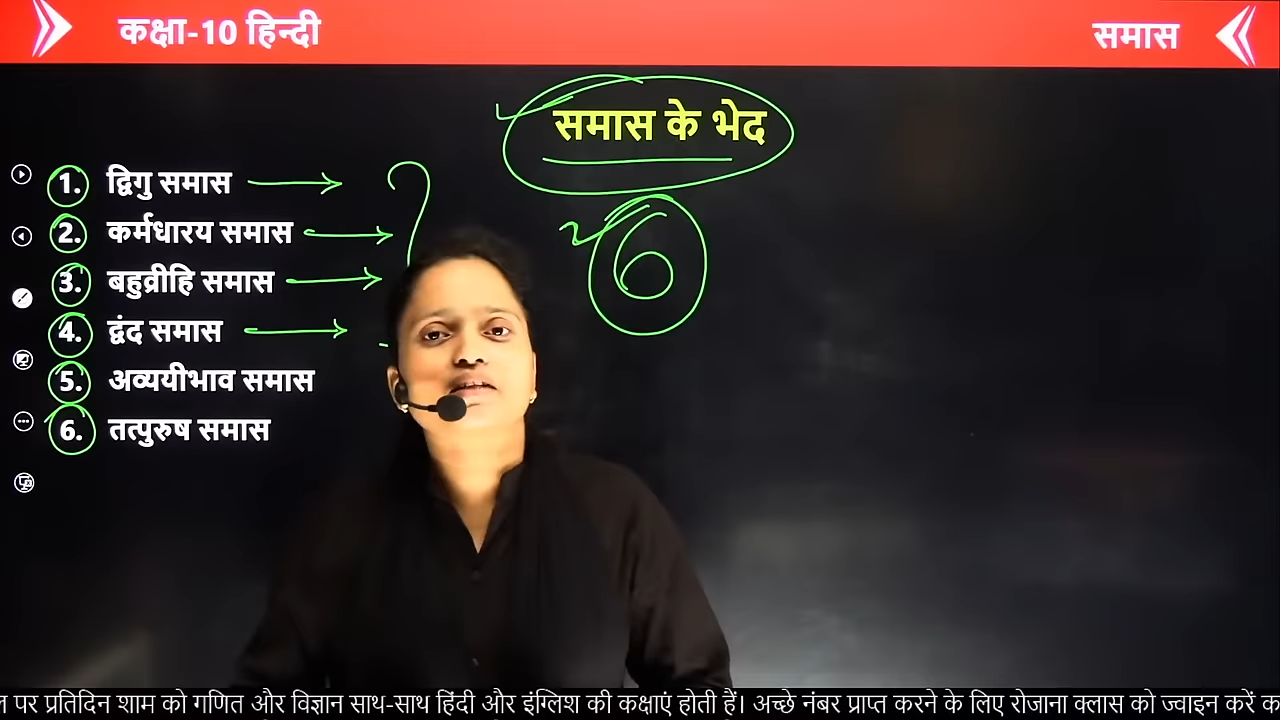 कक्षा-10 हिन्दी
समास
समास के भेद
6
1. द्विगु समास
2. कर्मधारय समास
3. बहुव्रीहि समास
4. द्वंद समास
5. अव्ययीभाव समास
6. तत्पुरुष समास
पर प्रतिदिन शाम को गणित और विज्ञान साथ-साथ हिंदी और इंग्लिश की कक्षाएं होती हैं। अच्छे नंबर प्राप्त करने के लिए रोजाना क्लास को ज्वाइन करें